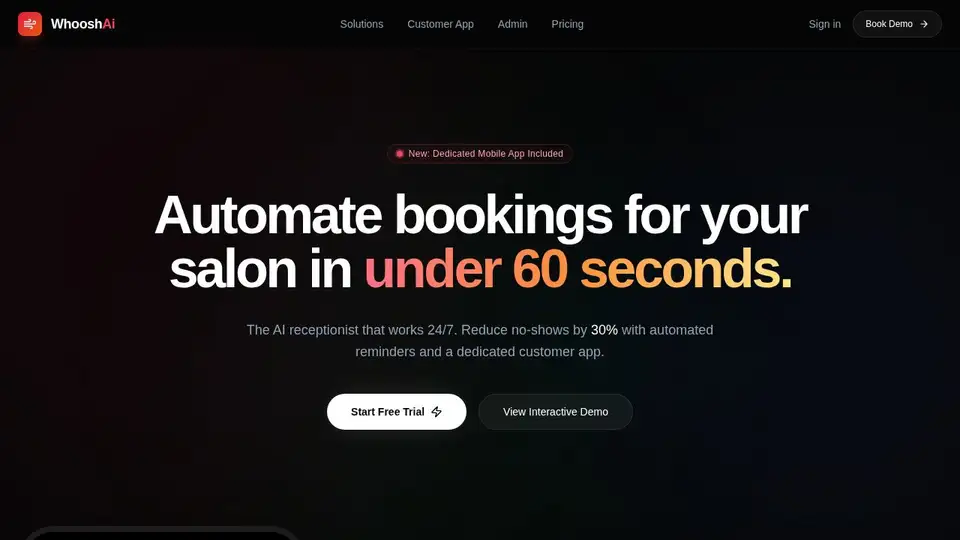 WhooshAi
Solutions
Customer App
Admin
Pricing
Sign in
Book Demo
New: Dedicated Mobile App Included
Automate bookings for your
salon in under 60 seconds.
The AI receptionist that works 24/7. Reduce no-shows by 30% with automated
reminders and a dedicated customer app.
Start Free Trial
View Interactive Demo